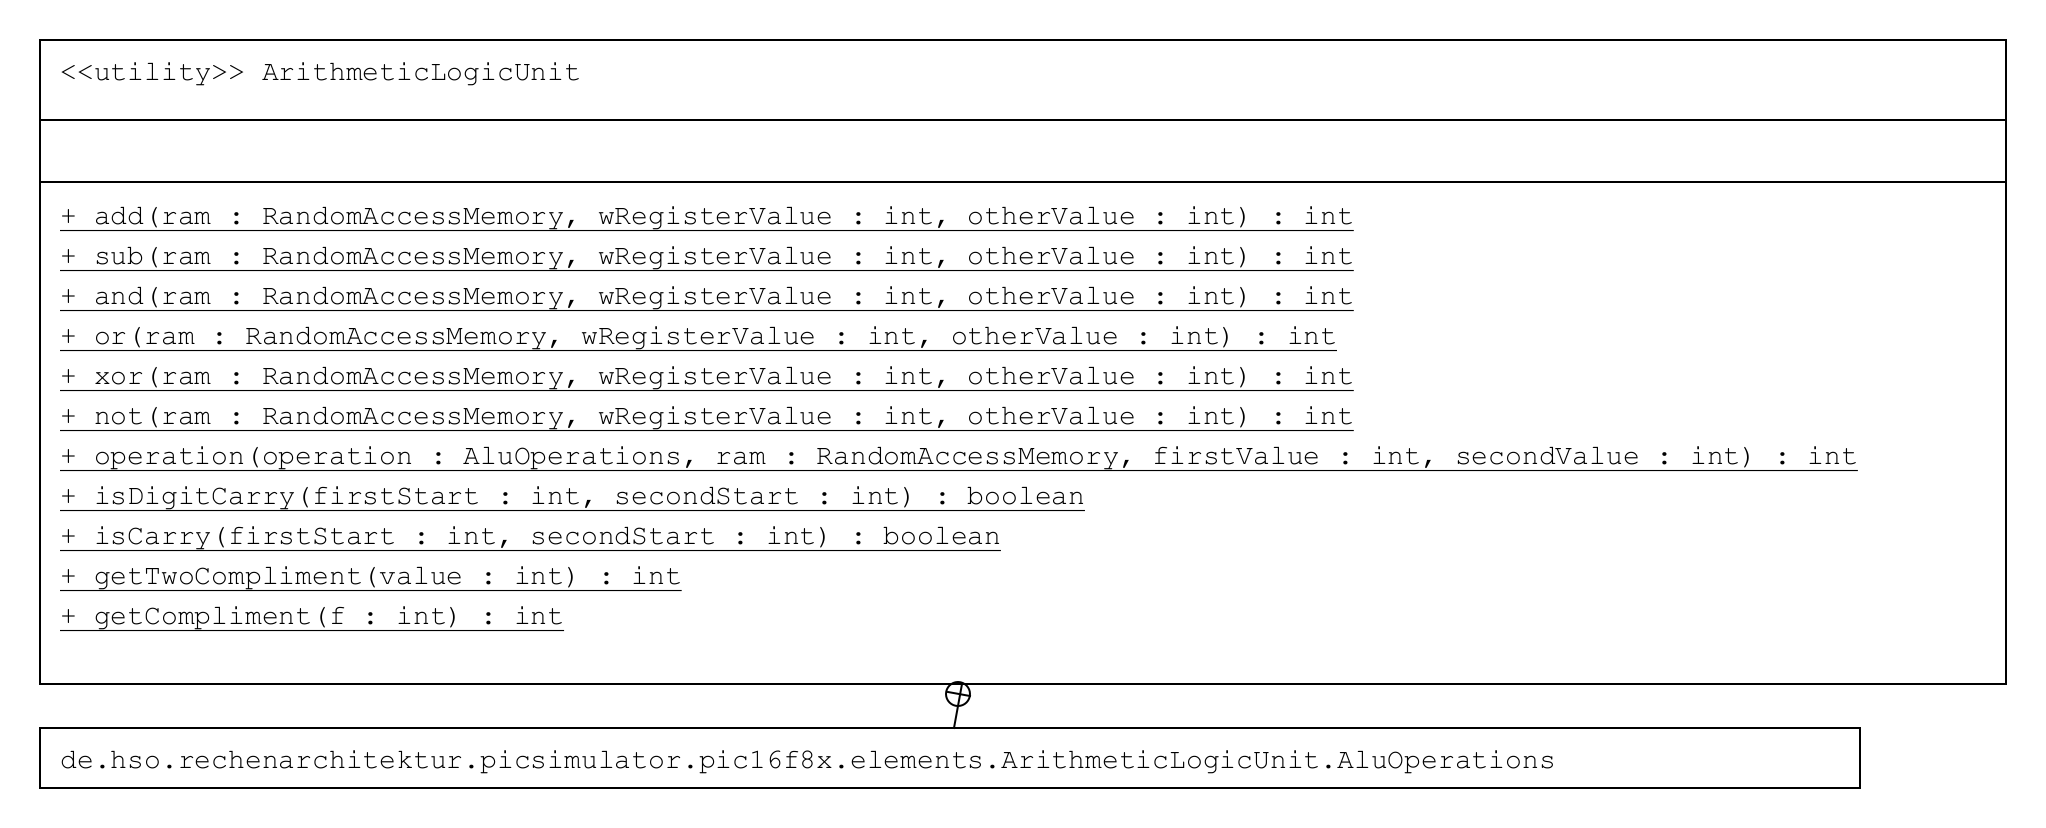 <<utility>> ArithmeticLogicUnit
+ add(ram : RandomAccessMemory, wRegisterValue : int, otherValue : int) : int
+ sub(ram : RandomAccessMemory, wRegisterValue : int, otherValue : int) : int
+ and(ram : RandomAccessMemory, wRegisterValue : int, otherValue : int) : int
+ or(ram : RandomAccessMemory, wRegisterValue : int, otherValue : int) : int
+ xor(ram : RandomAccessMemory, wRegisterValue : int, otherValue : int) : int
+ not(ram : RandomAccessMemory, wRegisterValue : int, otherValue : int) : int
+ operation(operation : AluOperations, ram : RandomAccessMemory, firstValue : int, secondValue : int) : int
+ isDigitCarry(firstStart : int, secondStart : int) : boolean
+ isCarry(firstStart : int, secondStart : int) : boolean
+ getTwoCompliment(value : int) : int
+ getCompliment(f : int) : int
de.hso.rechenarchitektur.picsimulator.pic16f8x.elements.ArithmeticLogicUnit.AluOperations